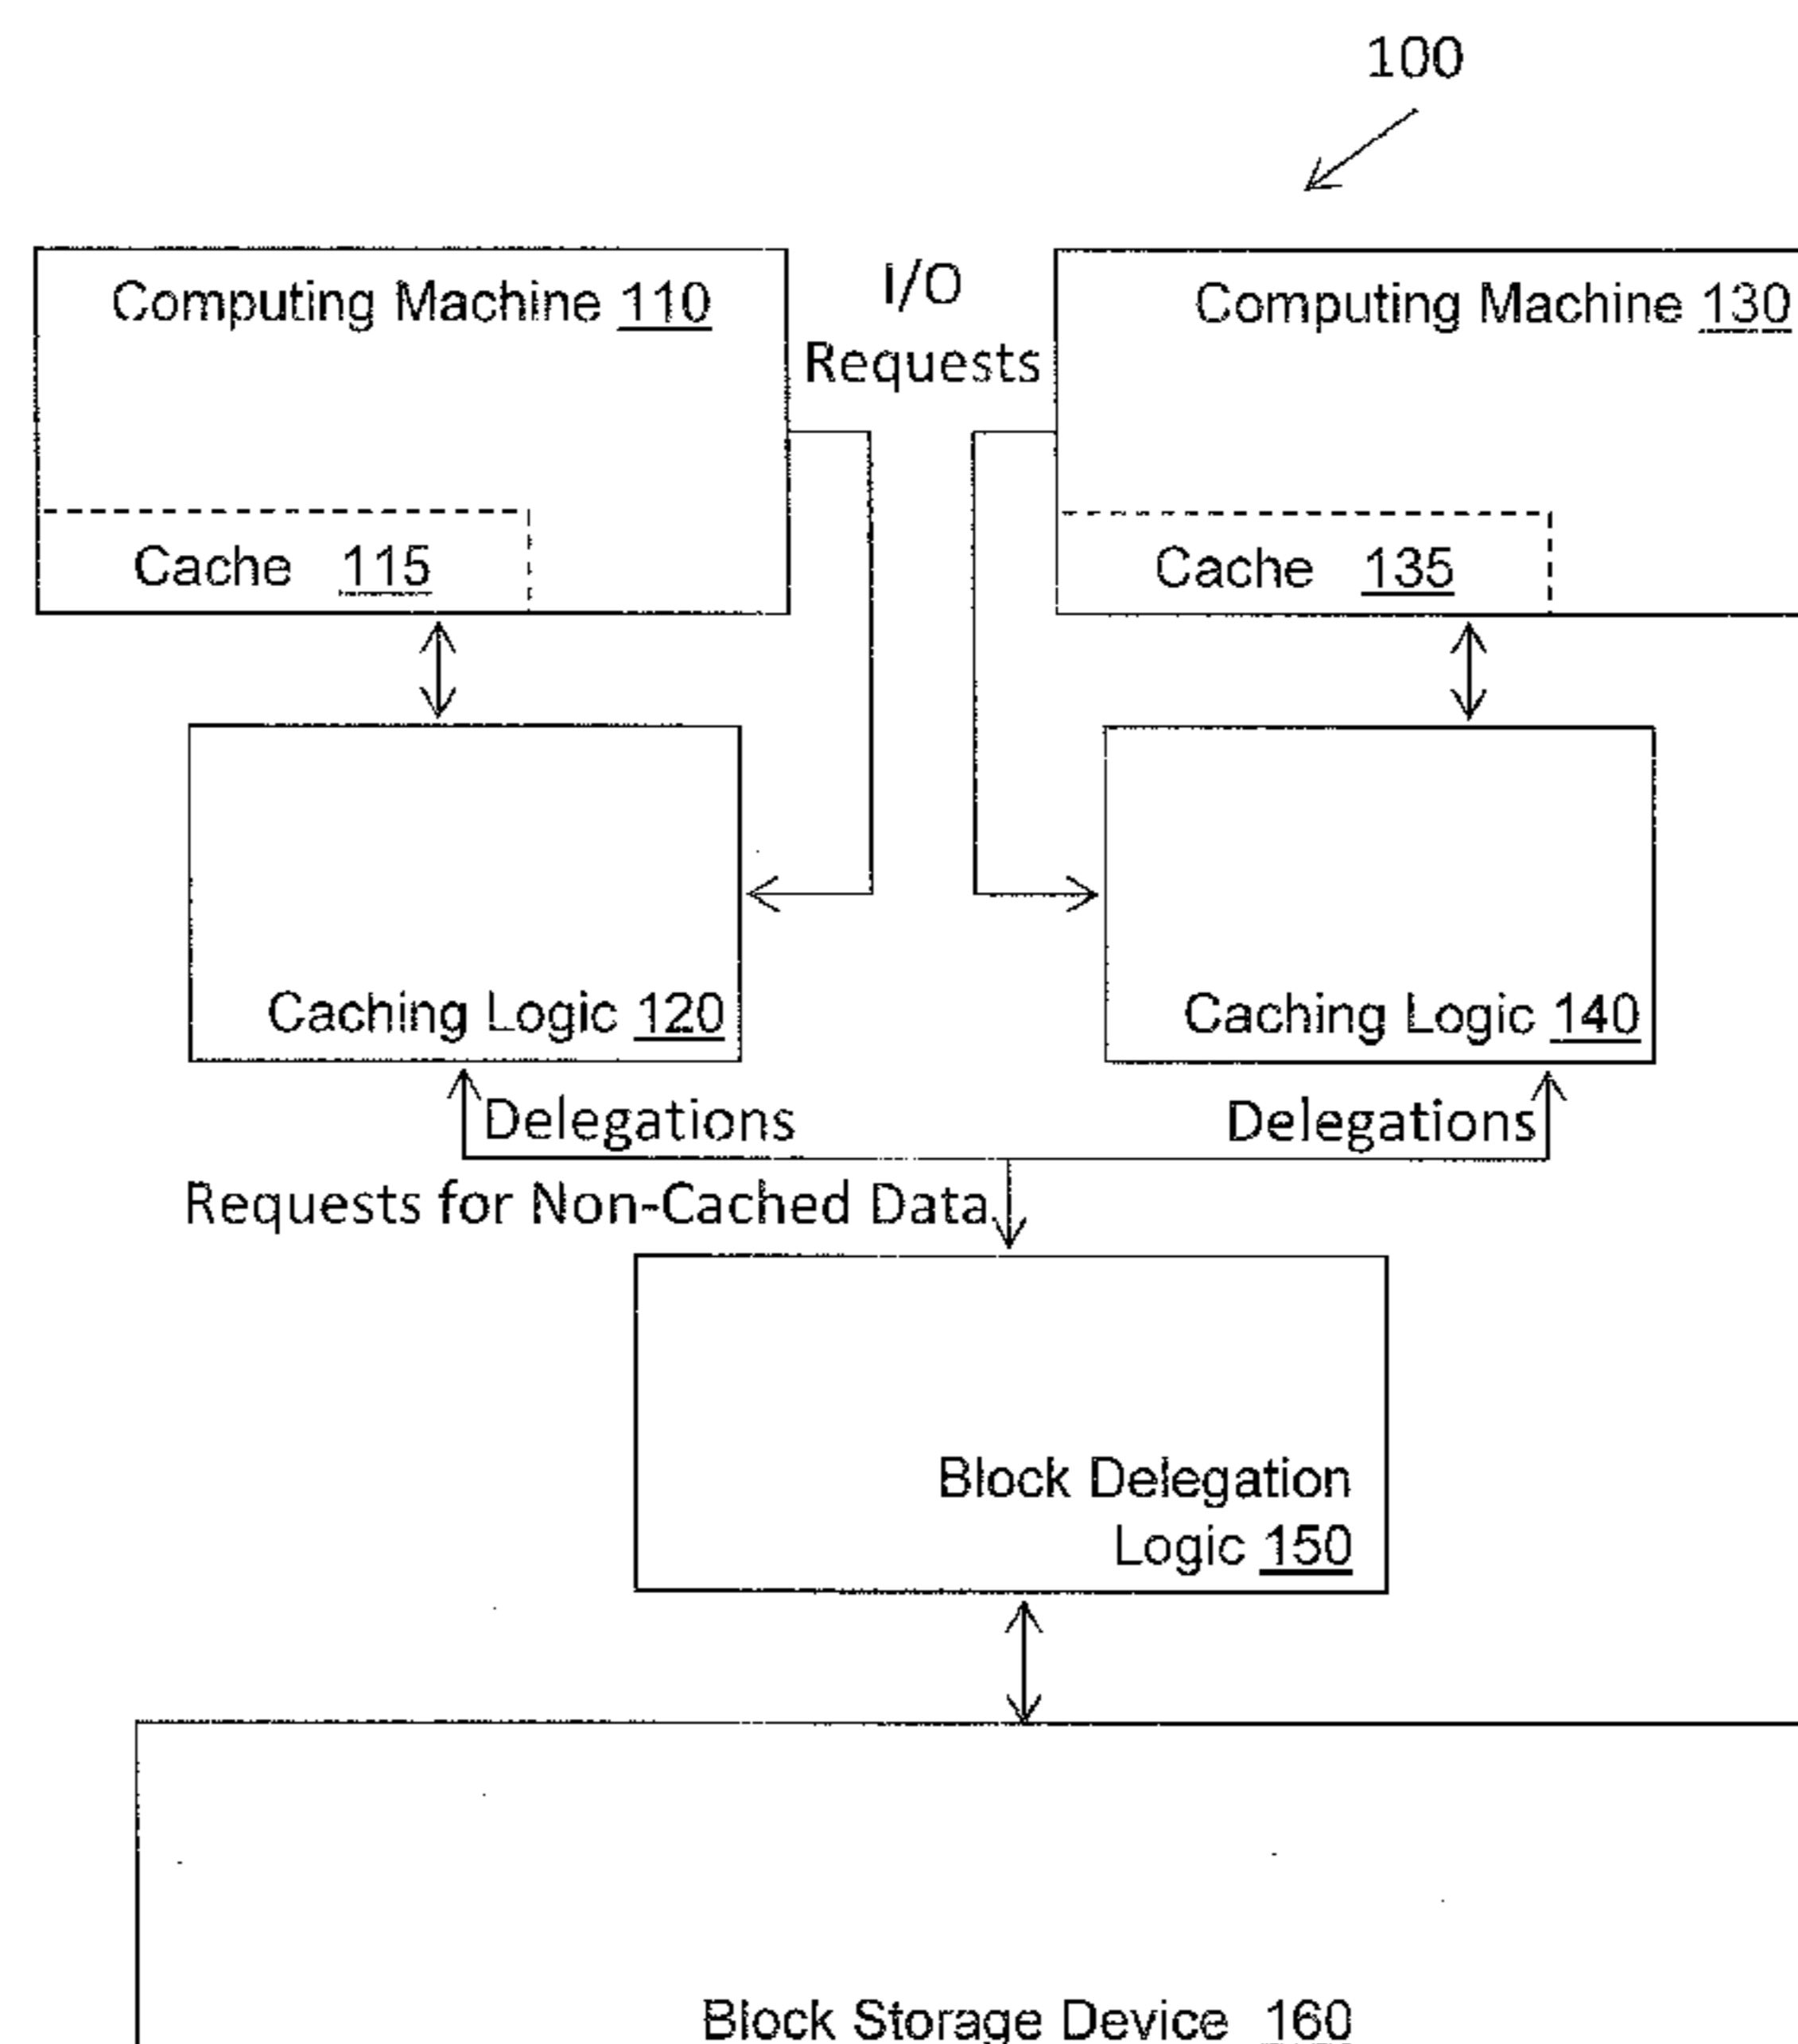 100
Computing Machine 110
I/O
Requests
Computing Machine 130
Cache 115
Cache 135
Caching Logic 120
Caching Logic 140
Delegations
Delegations
Requests for Non-Cached Data
Block Delegation
Logic 150
Block Storage Device 160